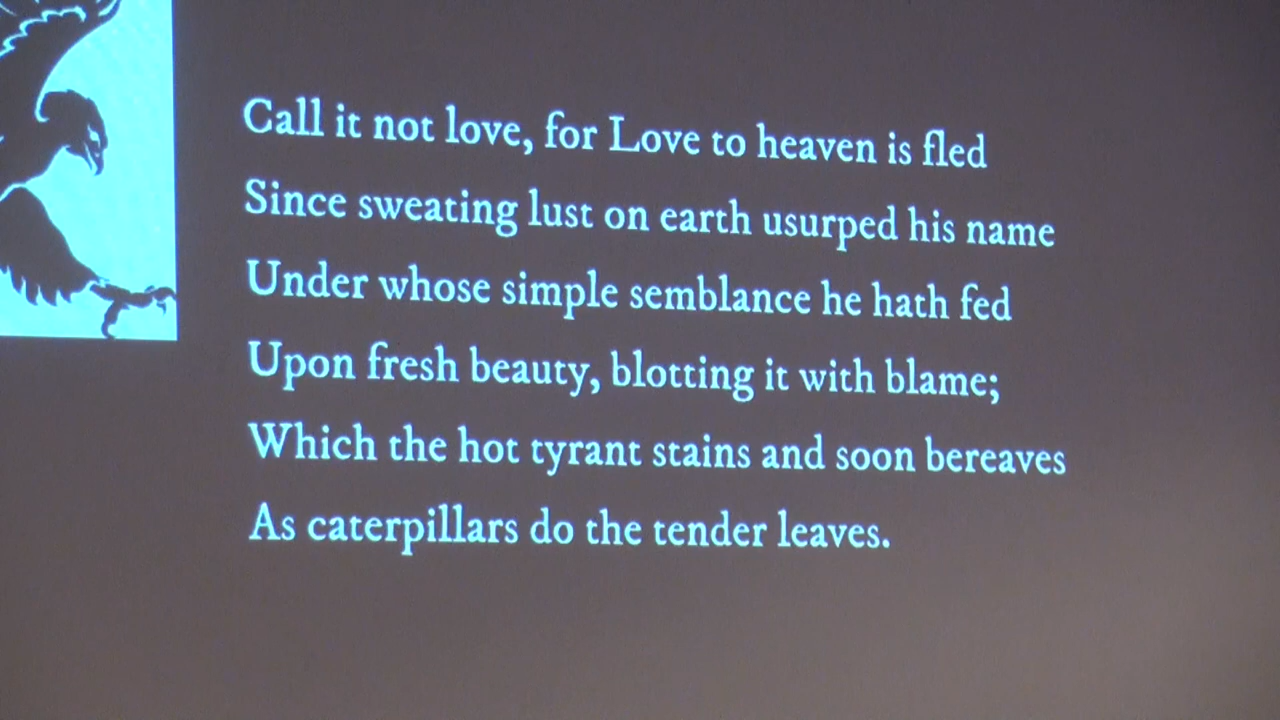 Call it not love, for Love to heaven is fled
Since sweating lust on earth usurped his name
Under whose simple semblance he hath fed
Upon fresh beauty, blotting it with blame;
Which the hot tyrant stains and soon bereaves
As caterpillars do the tender leaves.